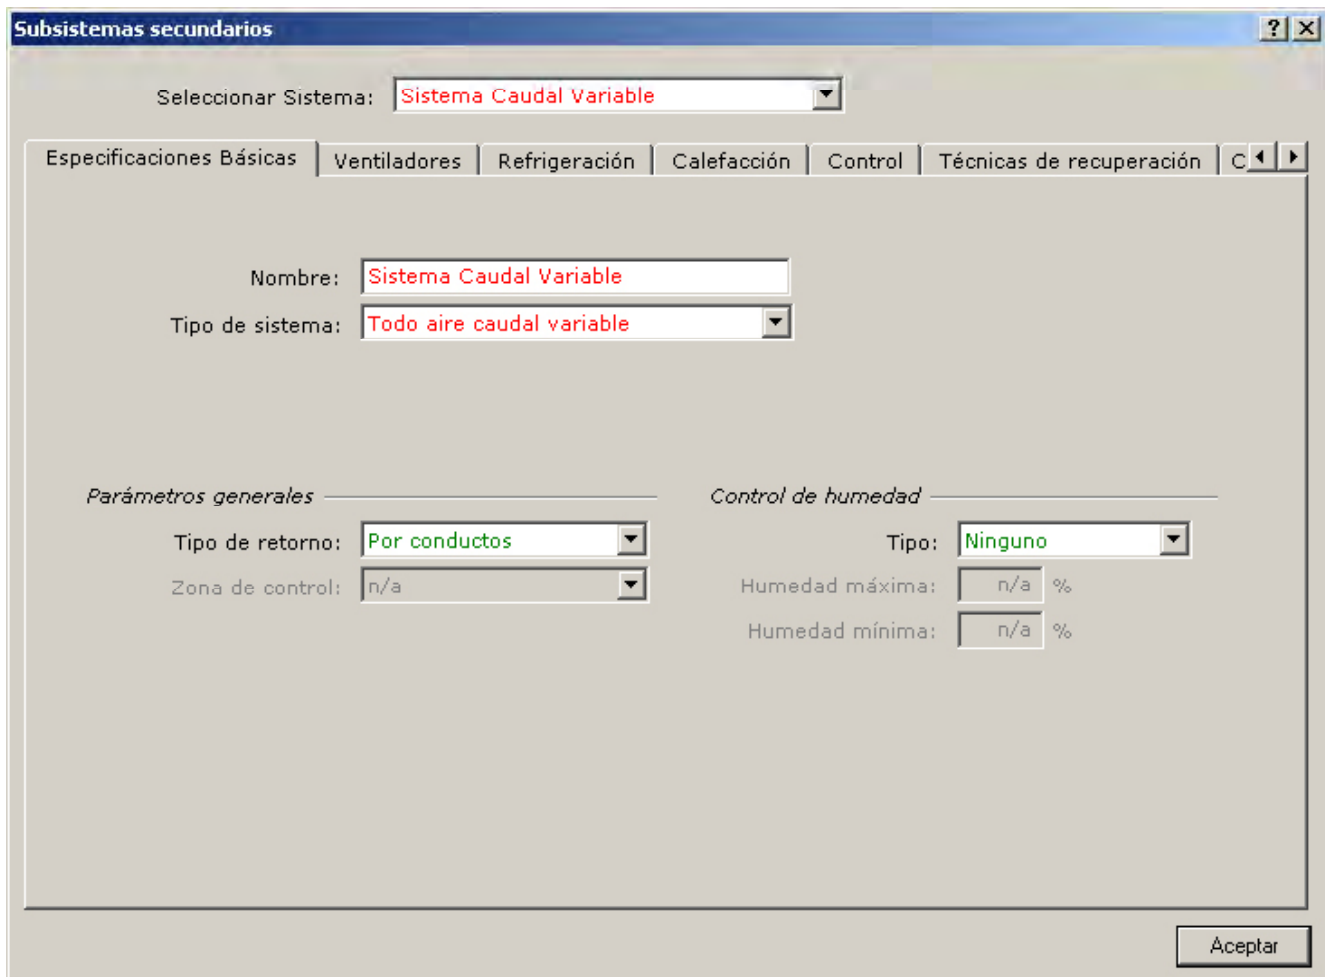 Subsistemas secundarios
Seleccionar Sistema: Sistema Caudal Variable
Especificaciones Básicas Ventiladores Refrigeración Calefacción Control Técnicas de recuperación C
Nombre: Sistema Caudal Variable
Tipo de sistema: Todo aire caudal variable
Parámetros generales Control de humedad
Tipo de retorno: Por conductos Tipo: Ninguno
Zona de control: n/a Humedad máxima: n/a %
Humedad mínima: n/a %
Aceptar